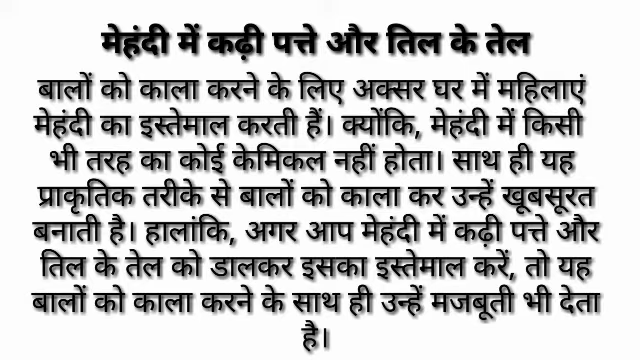 मेहंदी में कढ़ी पत्ते और तिल के तेल
बालों को काला करने के लिए अक्सर घर में महिलाएं
मेहंदी का इस्तेमाल करती हैं। क्योंकि, मेहंदी में किसी
भी तरह का कोई केमिकल नहीं होता। साथ ही यह
प्राकृतिक तरीके से बालों को काला कर उन्हें खूबसूरत
बनाती है। हालांकि, अगर आप मेहंदी में कढ़ी पत्ते और
तिल के तेल को डालकर इसका इस्तेमाल करें, तो यह
बालों को काला करने के साथ ही उन्हें मजबूती भी देता
है।